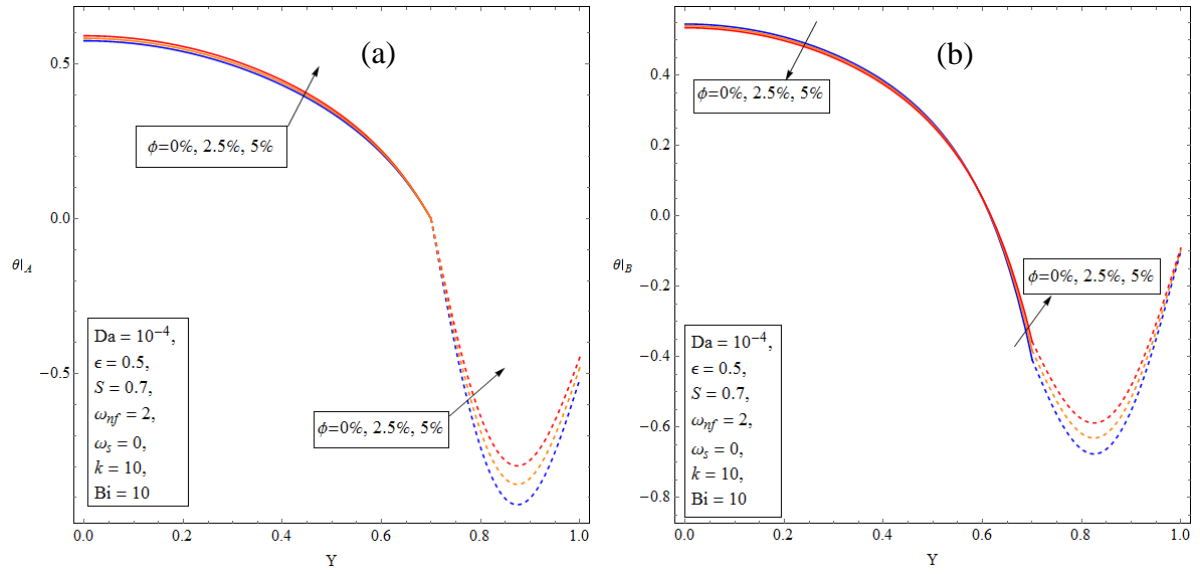 (a)
0.5
0.0
−0.5
θ|A
ϕ=0%, 2.5%, 5%
ϕ=0%, 2.5%, 5%
Da = 10⁻⁴,
ϵ = 0.5,
S = 0.7,
ωnf = 2,
ωs = 0,
k = 10,
Bi = 10
0.0 0.2 0.4 0.6 0.8 1.0
Y
(b)
0.4
0.2
0.0
−0.2
−0.4
−0.6
−0.8
θ|B
ϕ=0%, 2.5%, 5%
ϕ=0%, 2.5%, 5%
Da = 10⁻⁴,
ϵ = 0.5,
S = 0.7,
ωnf = 2,
ωs = 0,
k = 10,
Bi = 10
0.0 0.2 0.4 0.6 0.8 1.0
Y